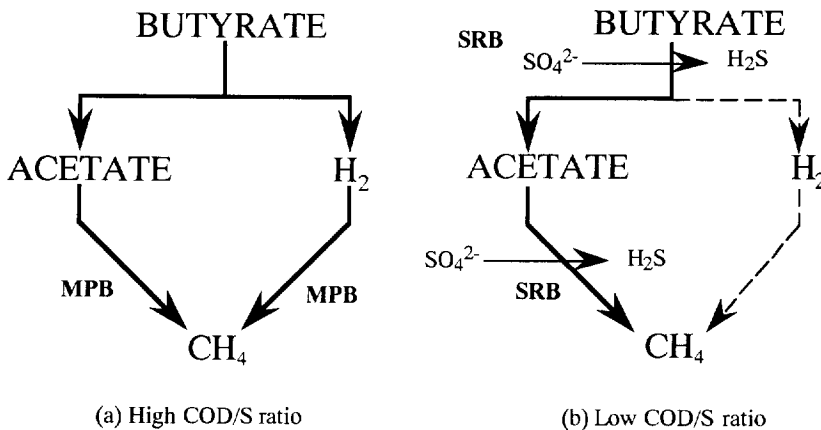 BUTYRATE
ACETATE
H₂
MPB
MPB
CH₄
(a) High COD/S ratio
BUTYRATE
SRB
SO₄²⁻
H₂S
ACETATE
H₂
SO₄²⁻
H₂S
SRB
CH₄
(b) Low COD/S ratio